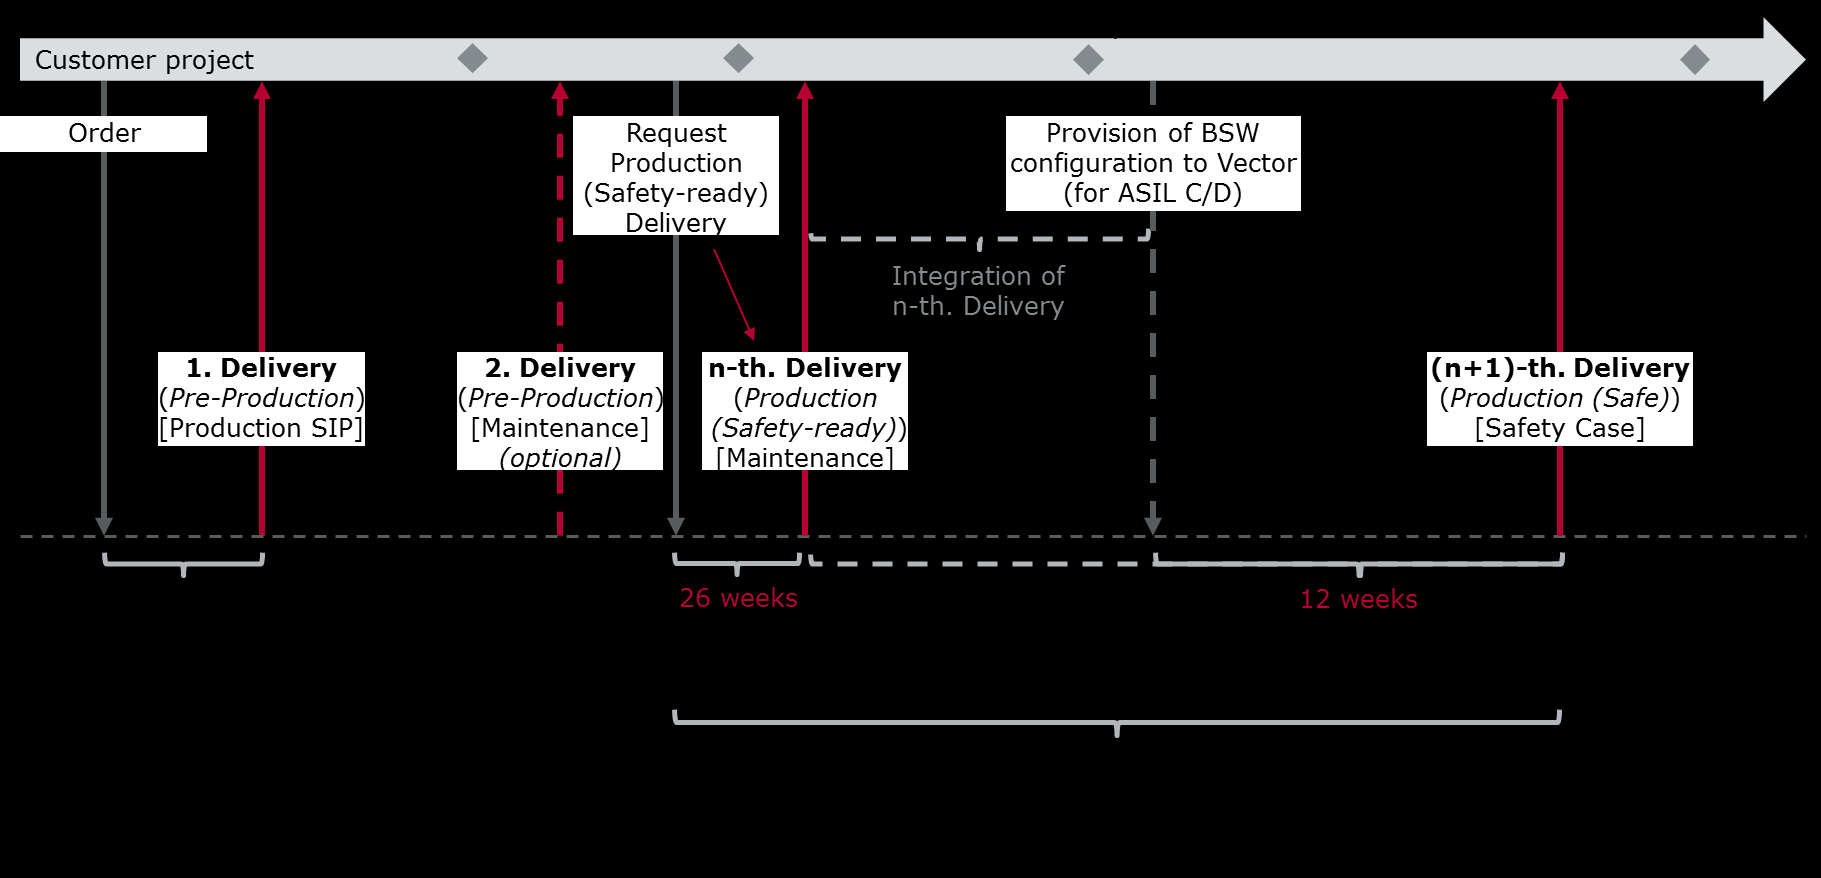 Customer project
Order
Request
Production
(Safety-ready)
Delivery
Provision of BSW
configuration to Vector
(for ASIL C/D)
Integration of
n-th. Delivery
1. Delivery
(Pre-Production)
[Production SIP]
2. Delivery
(Pre-Production)
[Maintenance]
(optional)
n-th. Delivery
(Production
(Safety-ready))
[Maintenance]
(n+1)-th. Delivery
(Production (Safe))
[Safety Case]
26 weeks
12 weeks